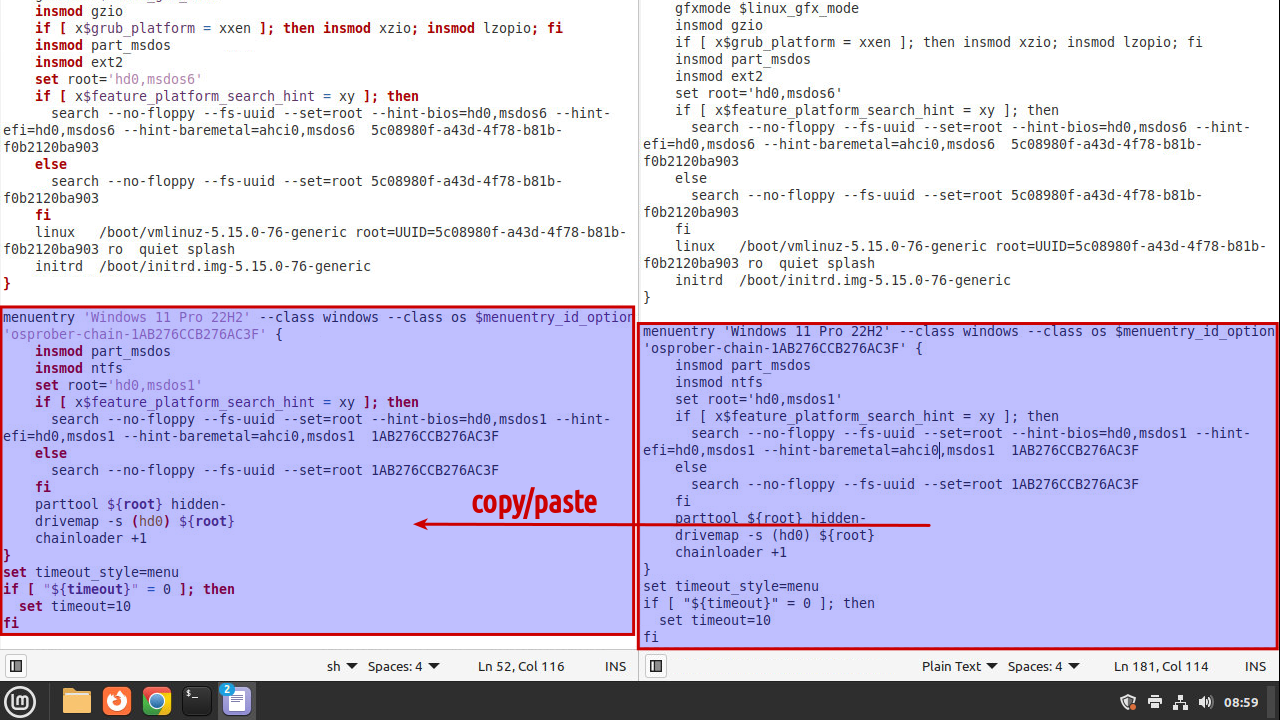 insmod gzio
if [ x$grub_platform = xxen ]; then insmod xzio; insmod lzopio; fi
insmod part_msdos
insmod ext2
set root='hd0,msdos6'
if [ x$feature_platform_search_hint = xy ]; then
search --no-floppy --fs-uuid --set=root --hint-bios=hd0,msdos6 --hint-
efi=hd0,msdos6 --hint-baremetal=ahci0,msdos6  5c08980f-a43d-4f78-b81b-
f0b2120ba903
else
search --no-floppy --fs-uuid --set=root 5c08980f-a43d-4f78-b81b-
f0b2120ba903
fi
linux   /boot/vmlinuz-5.15.0-76-generic root=UUID=5c08980f-a43d-4f78-b81b-
f0b2120ba903 ro  quiet splash
initrd  /boot/initrd.img-5.15.0-76-generic
}
menuentry 'Windows 11 Pro 22H2' --class windows --class os $menuentry_id_option
'osprober-chain-1AB276CCB276AC3F' {
insmod part_msdos
insmod ntfs
set root='hd0,msdos1'
if [ x$feature_platform_search_hint = xy ]; then
search --no-floppy --fs-uuid --set=root --hint-bios=hd0,msdos1 --hint-
efi=hd0,msdos1 --hint-baremetal=ahci0,msdos1  1AB276CCB276AC3F
else
search --no-floppy --fs-uuid --set=root 1AB276CCB276AC3F
fi
parttool ${root} hidden-
drivemap -s (hd0) ${root}
chainloader +1
}
set timeout_style=menu
if [ "${timeout}" = 0 ]; then
set timeout=10
fi
sh Spaces: 4 Ln 52, Col 116 INS
gfxmode $linux_gfx_mode
insmod gzio
if [ x$grub_platform = xxen ]; then insmod xzio; insmod lzopio; fi
insmod part_msdos
insmod ext2
set root='hd0,msdos6'
if [ x$feature_platform_search_hint = xy ]; then
search --no-floppy --fs-uuid --set=root --hint-bios=hd0,msdos6 --hint-
efi=hd0,msdos6 --hint-baremetal=ahci0,msdos6  5c08980f-a43d-4f78-b81b-
f0b2120ba903
else
search --no-floppy --fs-uuid --set=root 5c08980f-a43d-4f78-b81b-
f0b2120ba903
fi
linux   /boot/vmlinuz-5.15.0-76-generic root=UUID=5c08980f-a43d-4f78-b81b-
f0b2120ba903 ro  quiet splash
initrd  /boot/initrd.img-5.15.0-76-generic
}
menuentry 'Windows 11 Pro 22H2' --class windows --class os $menuentry_id_option
'osprober-chain-1AB276CCB276AC3F' {
insmod part_msdos
insmod ntfs
set root='hd0,msdos1'
if [ x$feature_platform_search_hint = xy ]; then
search --no-floppy --fs-uuid --set=root --hint-bios=hd0,msdos1 --hint-
efi=hd0,msdos1 --hint-baremetal=ahci0,msdos1  1AB276CCB276AC3F
else
search --no-floppy --fs-uuid --set=root 1AB276CCB276AC3F
fi
parttool ${root} hidden-
drivemap -s (hd0) ${root}
chainloader +1
}
set timeout_style=menu
if [ "${timeout}" = 0 ]; then
set timeout=10
fi
Plain Text Spaces: 4 Ln 181, Col 114 INS
copy/paste
lm $_ 2 08:59